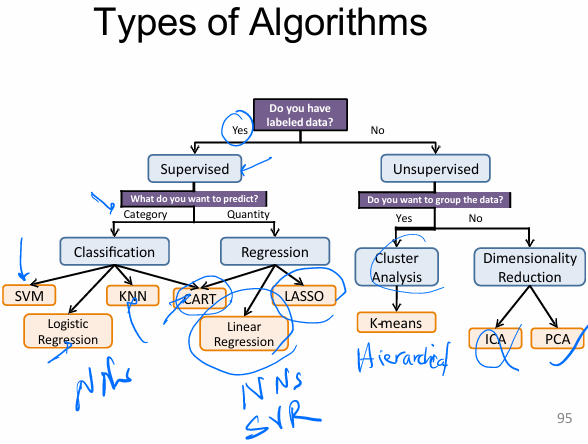 Types of Algorithms
Do you have
labeled data?
Yes
No
Supervised
Unsupervised
What do you want to predict?
Do you want to group the data?
Category
Quantity
Yes
No
Classification
Regression
Cluster
Analysis
Dimensionality
Reduction
SVM
KNN
CART
LASSO
Logistic
Regression
Linear
Regression
K-means
ICA
PCA
NNs
NNs
SVR
Hierarchical
95